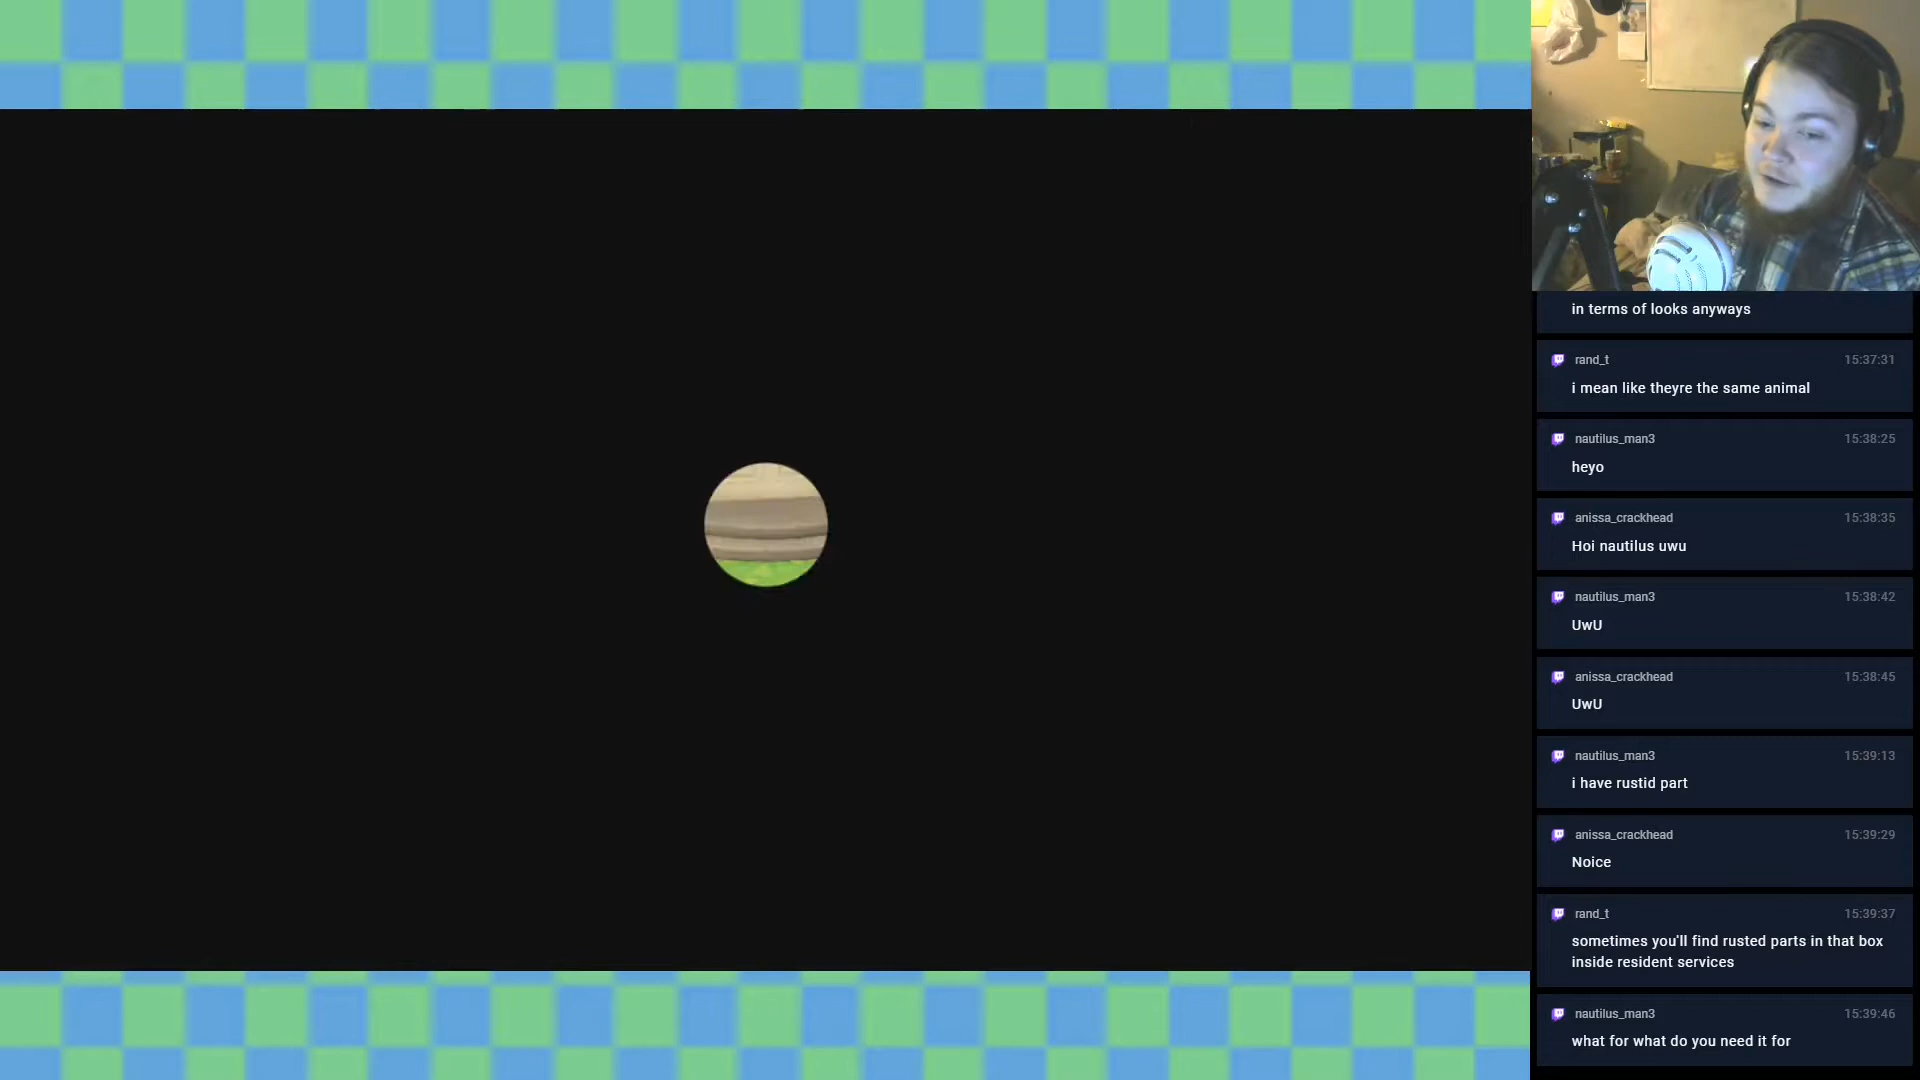 in terms of looks anyways
rand_t 15:37:31
i mean like theyre the same animal
nautilus_man3 15:38:25
heyo
anissa_crackhead 15:38:35
Hoi nautilus uwu
nautilus_man3 15:38:42
UwU
anissa_crackhead 15:38:45
UwU
nautilus_man3 15:39:13
i have rustid part
anissa_crackhead 15:39:29
Noice
rand_t 15:39:37
sometimes you'll find rusted parts in that box
inside resident services
nautilus_man3 15:39:46
what for what do you need it for